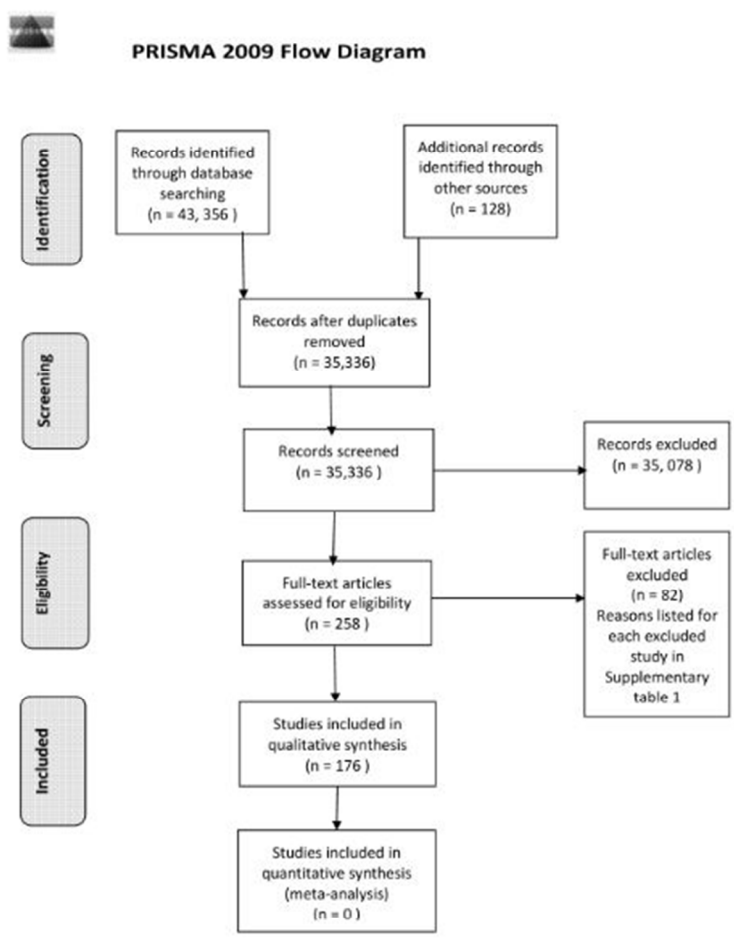 PRISMA 2009 Flow Diagram
Identification
Records identified
through database
searching
(n = 43, 356 )
Additional records
identified through
other sources
(n = 128)
Records after duplicates
removed
(n = 35,336)
Screening
Records screened
(n = 35,336 )
Records excluded
(n = 35, 078 )
Eligibility
Full-text articles
assessed for eligibility
(n = 258 )
Full-text articles
excluded
(n = 82)
Reasons listed for
each excluded
study in
Supplementary
table 1
Included
Studies included in
qualitative synthesis
(n = 176 )
Studies included in
quantitative synthesis
(meta-analysis)
(n = 0 )